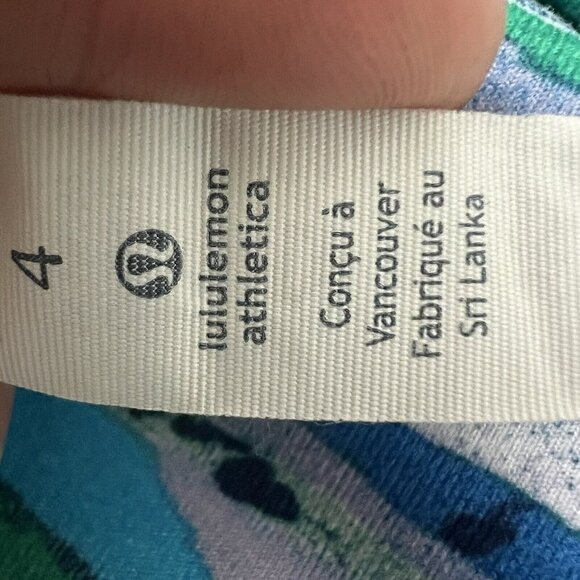 4
lululemon
athletica
Conçu à
Vancouver
Fabriqué au
Sri Lanka